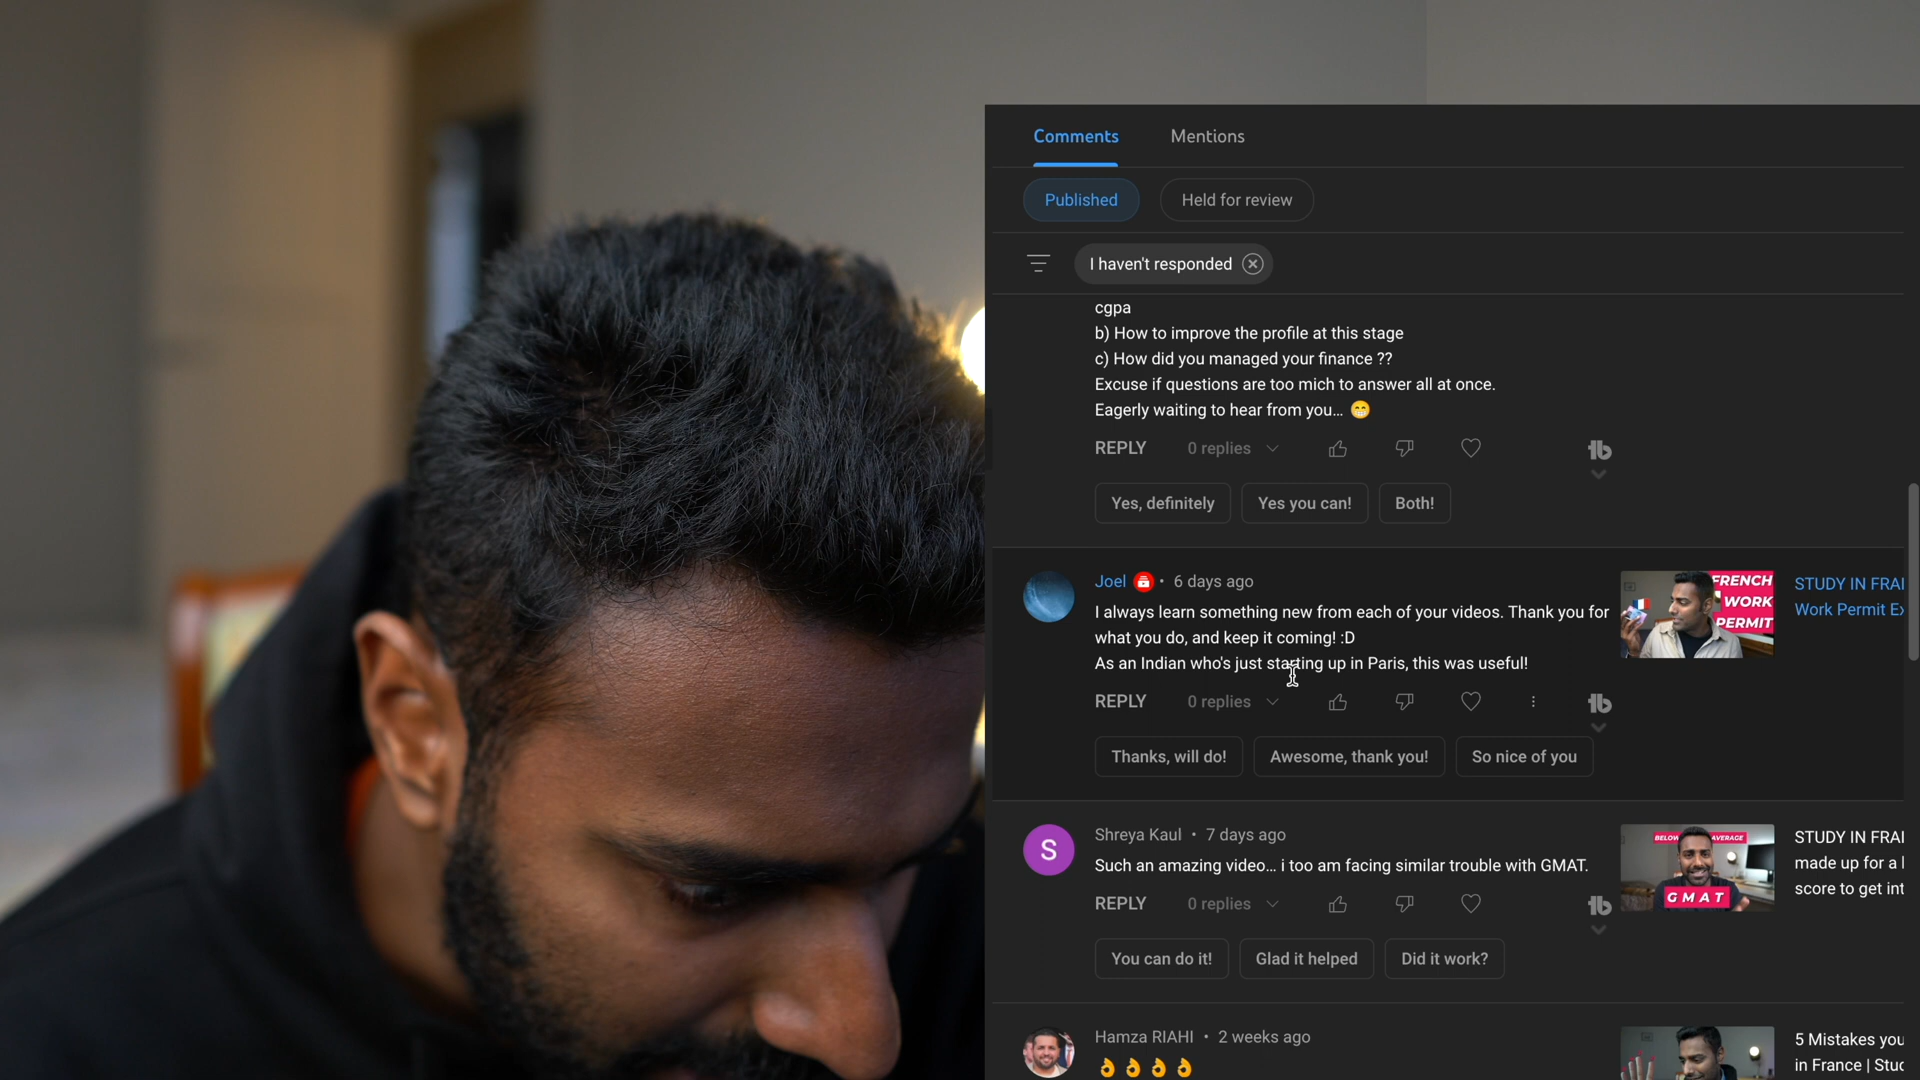 Comments Mentions
Published Held for review
I haven't responded
cgpa
b) How to improve the profile at this stage
c) How did you managed your finance ??
Excuse if questions are too mich to answer all at once.
Eagerly waiting to hear from you... 😁
REPLY 0 replies
Yes, definitely Yes you can! Both!
Joel • 6 days ago
I always learn something new from each of your videos. Thank you for
what you do, and keep it coming! :D
As an Indian who's just starting up in Paris, this was useful!
FRENCH
WORK
PERMIT
STUDY IN FRA
Work Permit Ex
REPLY 0 replies
Thanks, will do! Awesome, thank you! So nice of you
S
Shreya Kaul • 7 days ago
Such an amazing video... i too am facing similar trouble with GMAT.
BELOW AVERAGE
GMAT
STUDY IN FRA
made up for a
score to get int
REPLY 0 replies
You can do it! Glad it helped Did it work?
Hamza RIAHI • 2 weeks ago
👌👌👌👌
5 Mistakes you
in France | Stu